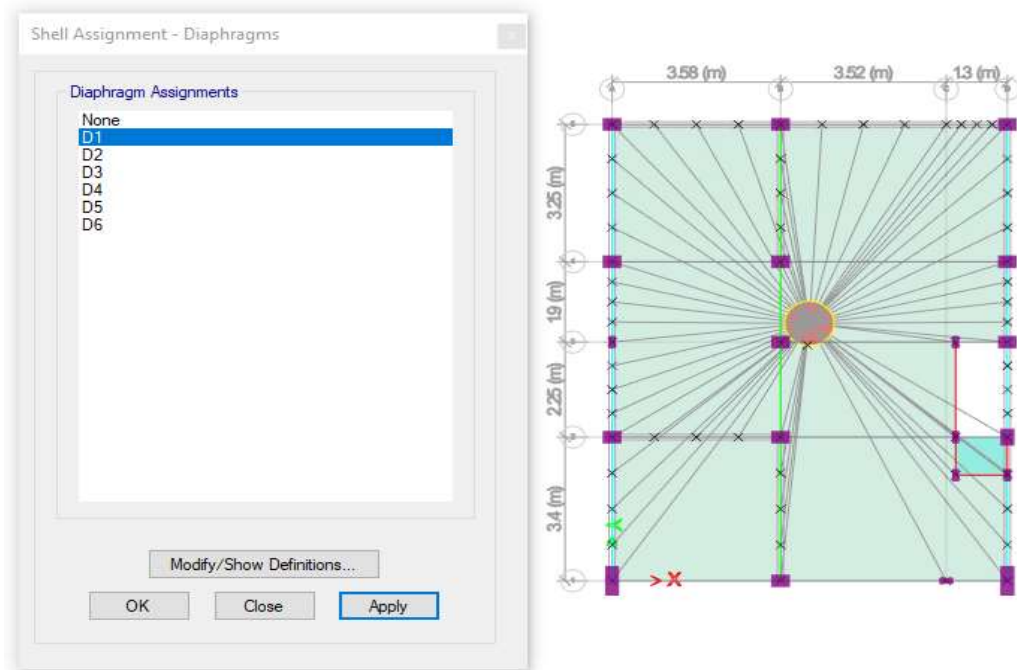 Shell Assignment - Diaphragms
x
Diaphragm Assignments
None
D1
D2
D3
D4
D5
D6
Modify/Show Definitions...
OK
Close
Apply
3.58 (m)
3.52 (m)
1.3 (m)
3.25 (m)
1.9 (m)
2.25 (m)
3.4 (m)
Y
X